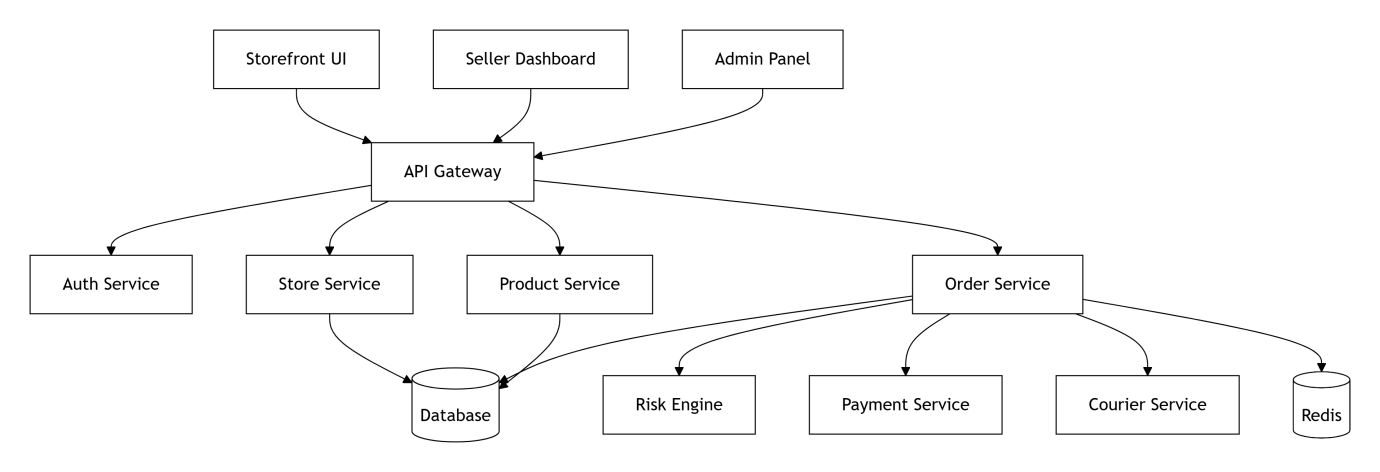 Storefront UI
Seller Dashboard
Admin Panel
API Gateway
Auth Service
Store Service
Product Service
Order Service
Database
Risk Engine
Payment Service
Courier Service
Redis